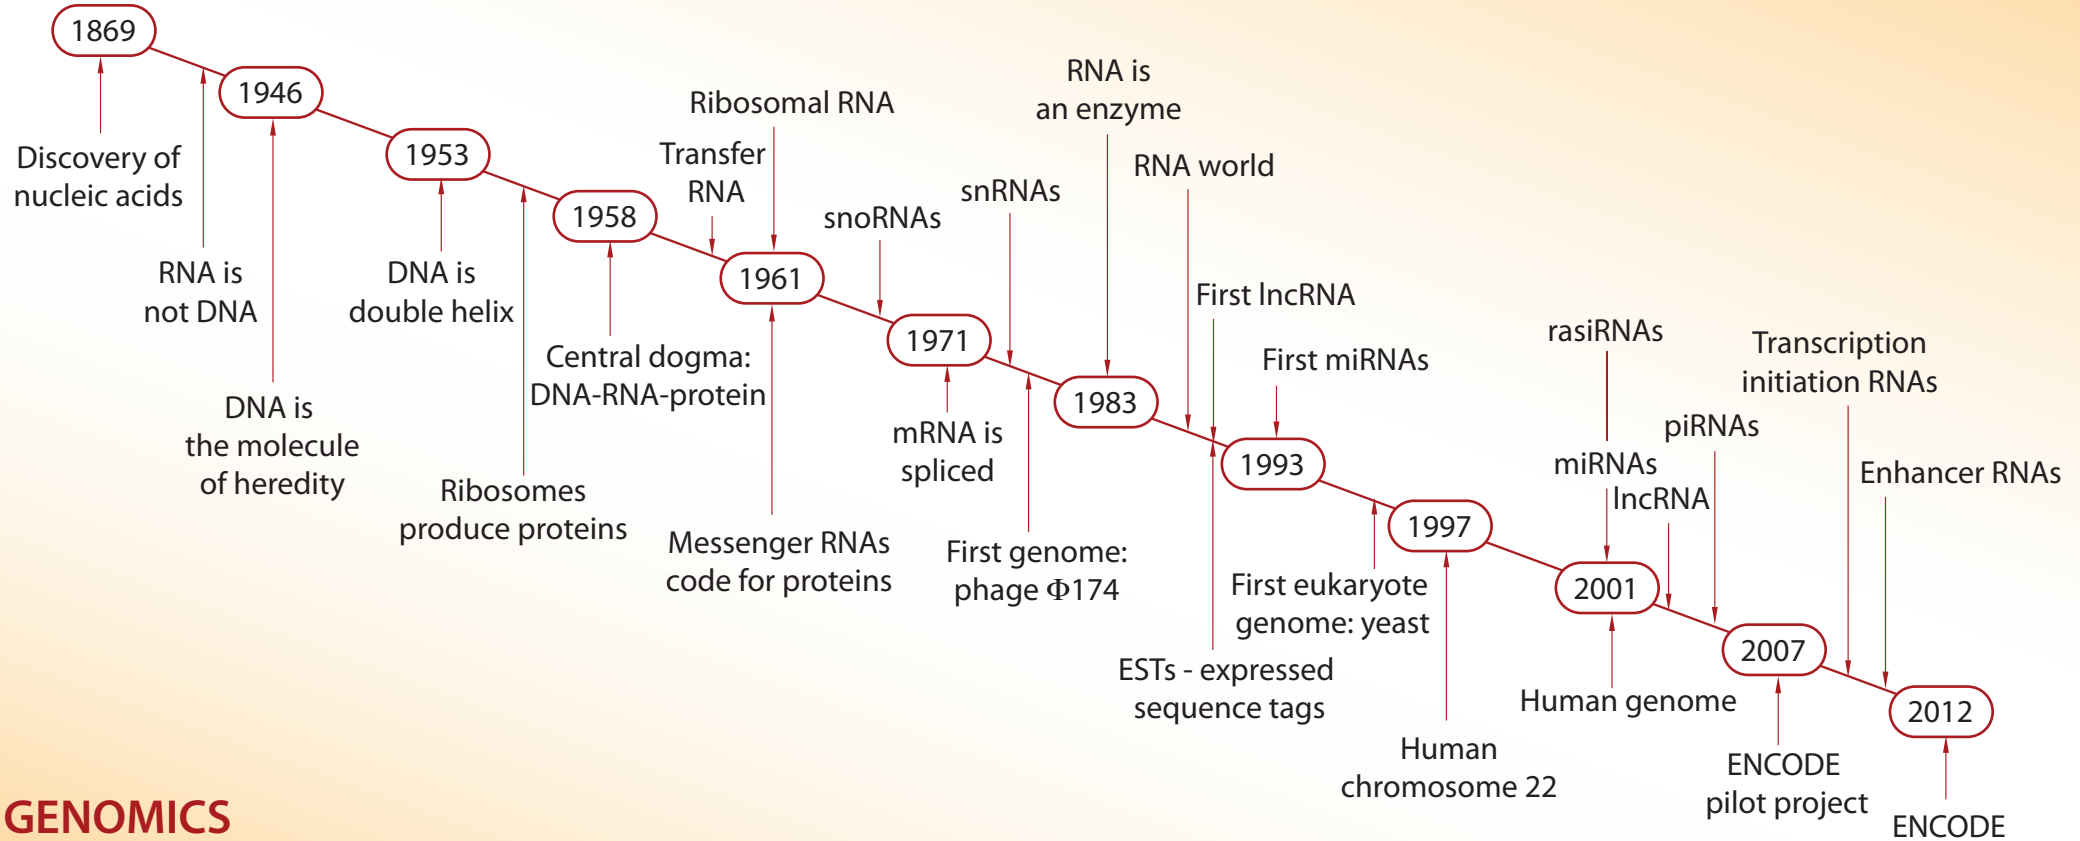 1869
Discovery of
nucleic acids
RNA is
not DNA
1946
DNA is
the molecule
of heredity
1953
DNA is
double helix
Ribosomes
produce proteins
1958
Central dogma:
DNA-RNA-protein
Transfer
RNA
Ribosomal RNA
1961
Messenger RNAs
code for proteins
snoRNAs
1971
mRNA is
spliced
snRNAs
First genome:
phage Φ174
RNA is
an enzyme
1983
RNA world
First lncRNA
ESTs - expressed
sequence tags
First miRNAs
1993
First eukaryote
genome: yeast
1997
Human
chromosome 22
rasiRNAs
miRNAs
2001
Human genome
lncRNA
piRNAs
2007
ENCODE
pilot project
Transcription
initiation RNAs
Enhancer RNAs
2012
ENCODE
GENOMICS